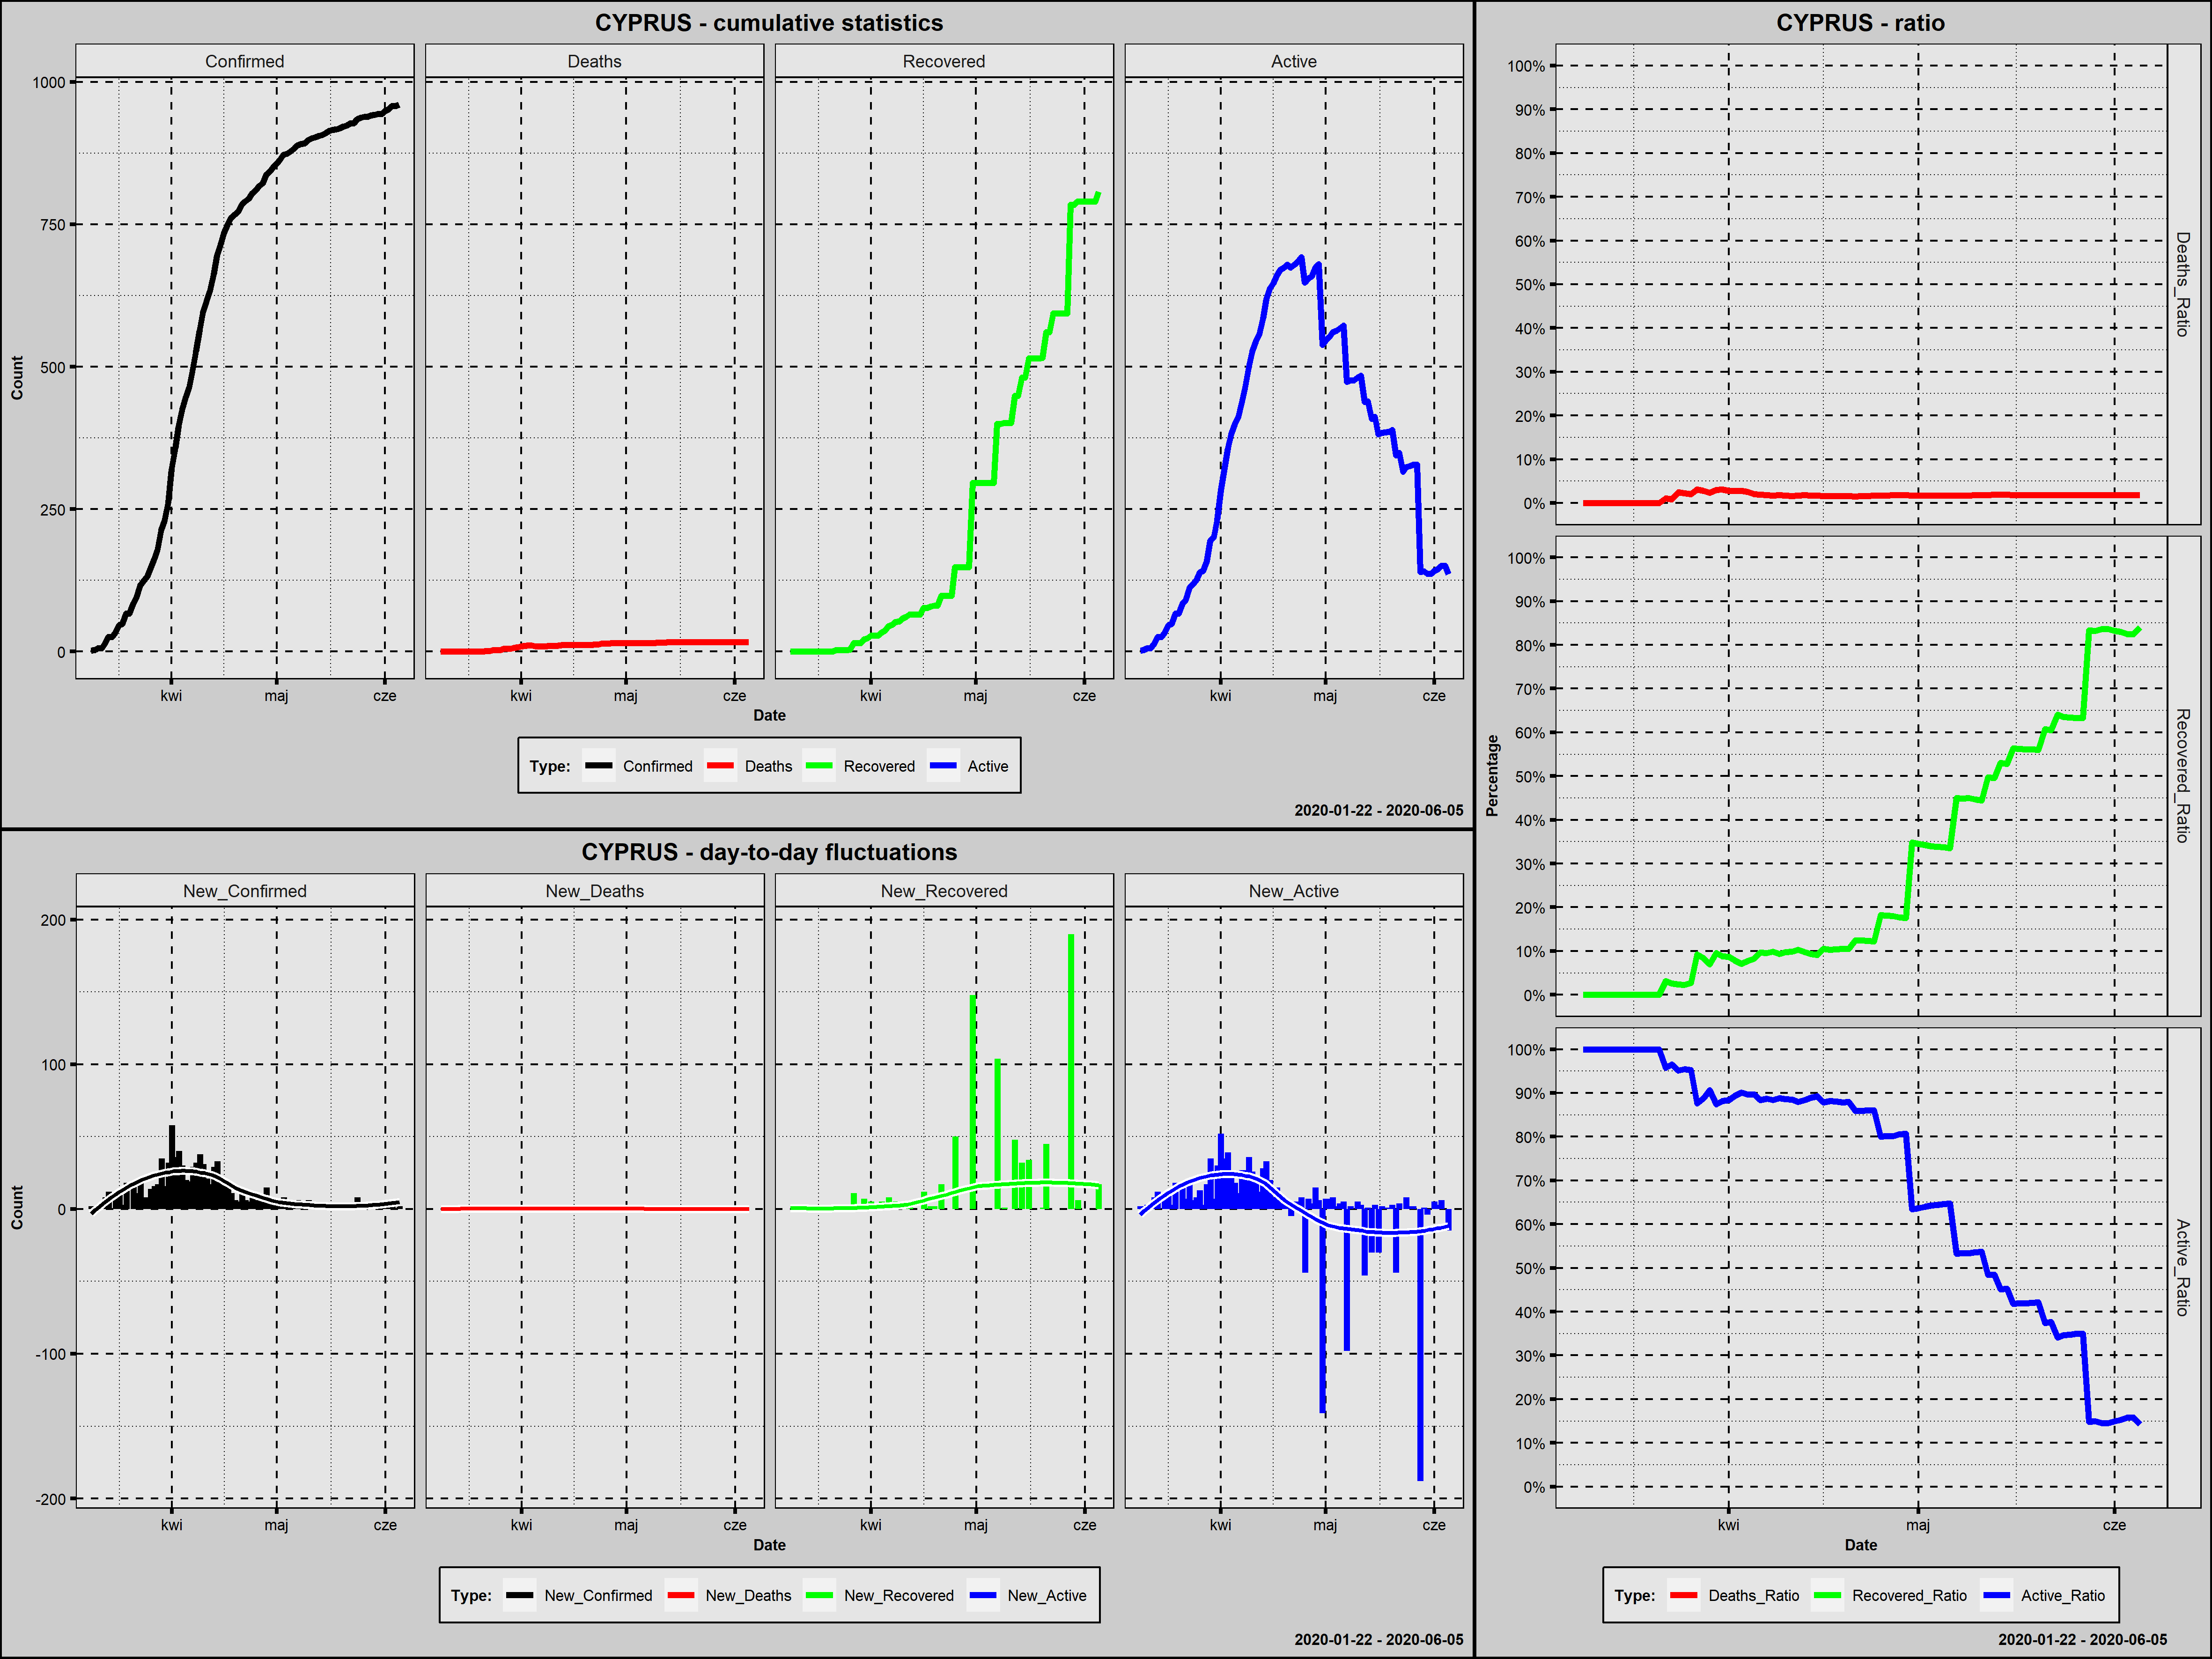 CYPRUS - cumulative statistics
Confirmed Deaths Recovered Active
Count
1000
750
500
250
0
kwi maj cze kwi maj cze kwi maj cze kwi maj cze
Date
Type: Confirmed Deaths Recovered Active
2020-01-22 - 2020-06-05
CYPRUS - day-to-day fluctuations
New_Confirmed New_Deaths New_Recovered New_Active
Count
200
100
0
-100
-200
kwi maj cze kwi maj cze kwi maj cze kwi maj cze
Date
Type: New_Confirmed New_Deaths New_Recovered New_Active
2020-01-22 - 2020-06-05
CYPRUS - ratio
Percentage
100%
90%
80%
70%
60%
50%
40%
30%
20%
10%
0%
Deaths_Ratio
100%
90%
80%
70%
60%
50%
40%
30%
20%
10%
0%
Recovered_Ratio
100%
90%
80%
70%
60%
50%
40%
30%
20%
10%
0%
Active_Ratio
kwi maj cze
Date
Type: Deaths_Ratio Recovered_Ratio Active_Ratio
2020-01-22 - 2020-06-05